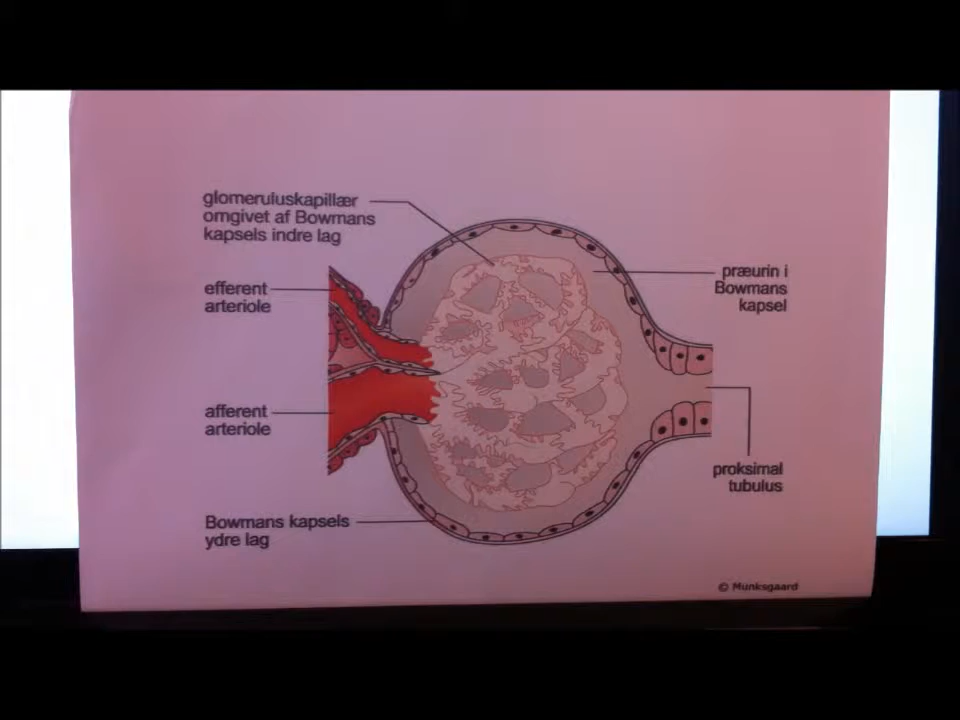 glomeruluskapillær
omgivet af Bowmans
kapsels indre lag
efferent
arteriole
afferent
arteriole
Bowmans kapsels
ydre lag
præurin i
Bowmans
kapsel
proksimal
tubulus
© Munksgaard